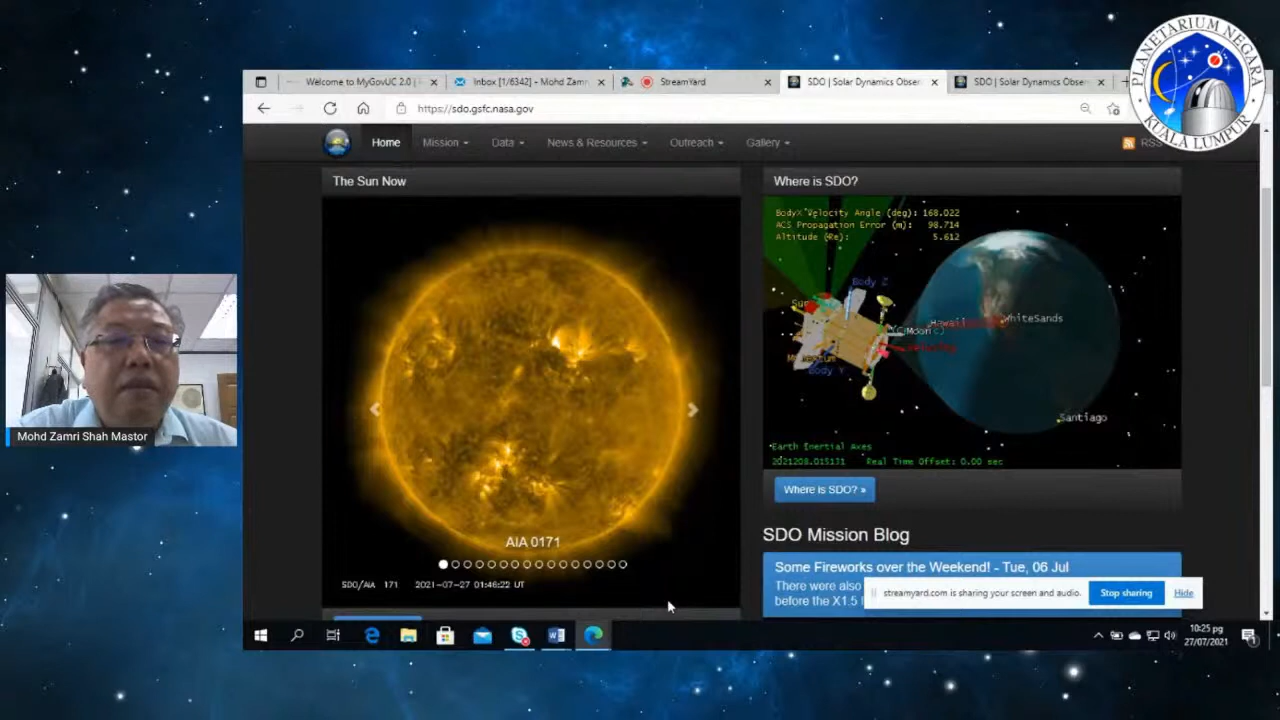 PLANETARIUM NEGARA
KUALA LUMPUR
Welcome to MyGovUC 2.0 |
Inbox [1/6342] - Mohd Zamr
StreamYard
SDO | Solar Dynamics Obser
SDO | Solar Dynamics Obser
https://sdo.gsfc.nasa.gov
Home
Mission
Data
News & Resources
Outreach
Gallery
RSS
The Sun Now
AIA 0171
SDO/AIA 171 2021-07-27 01:46:22 UT
Where is SDO?
BodyX Velocity Angle (deg): 168.022
ACS Propagation Error (m): 98.714
Altitude (Re): 5.612
Body Z
Body Y
Hawaii
WhiteSands
Santiago
Earth Inertial Axes
2021208.015131 Real Time Offset: 0.00 sec
Where is SDO? »
SDO Mission Blog
Some Fireworks over the Weekend! - Tue, 06 Jul
There were also
before the X1.5
streamyard.com is sharing your screen and audio.
Stop sharing
Hide
Mohd Zamri Shah Mastor
10:25 pg
27/07/2021